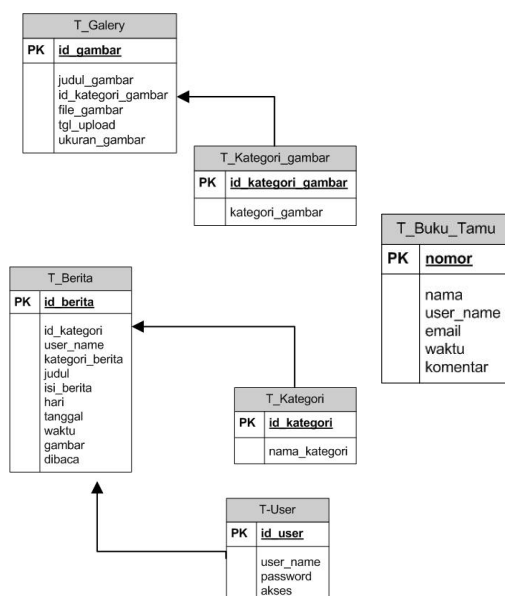 T_Galery
PK id_gambar
judul_gambar
id_kategori_gambar
file_gambar
tgl_upload
ukuran_gambar
T_Kategori_gambar
PK id_kategori_gambar
kategori_gambar
T_Buku_Tamu
PK nomor
nama
user_name
email
waktu
komentar
T_Berita
PK id_berita
id_kategori
user_name
kategori_berita
judul
isi_berita
hari
tanggal
waktu
gambar
dibaca
T_Kategori
PK id_kategori
nama_kategori
T-User
PK id_user
user_name
password
akses